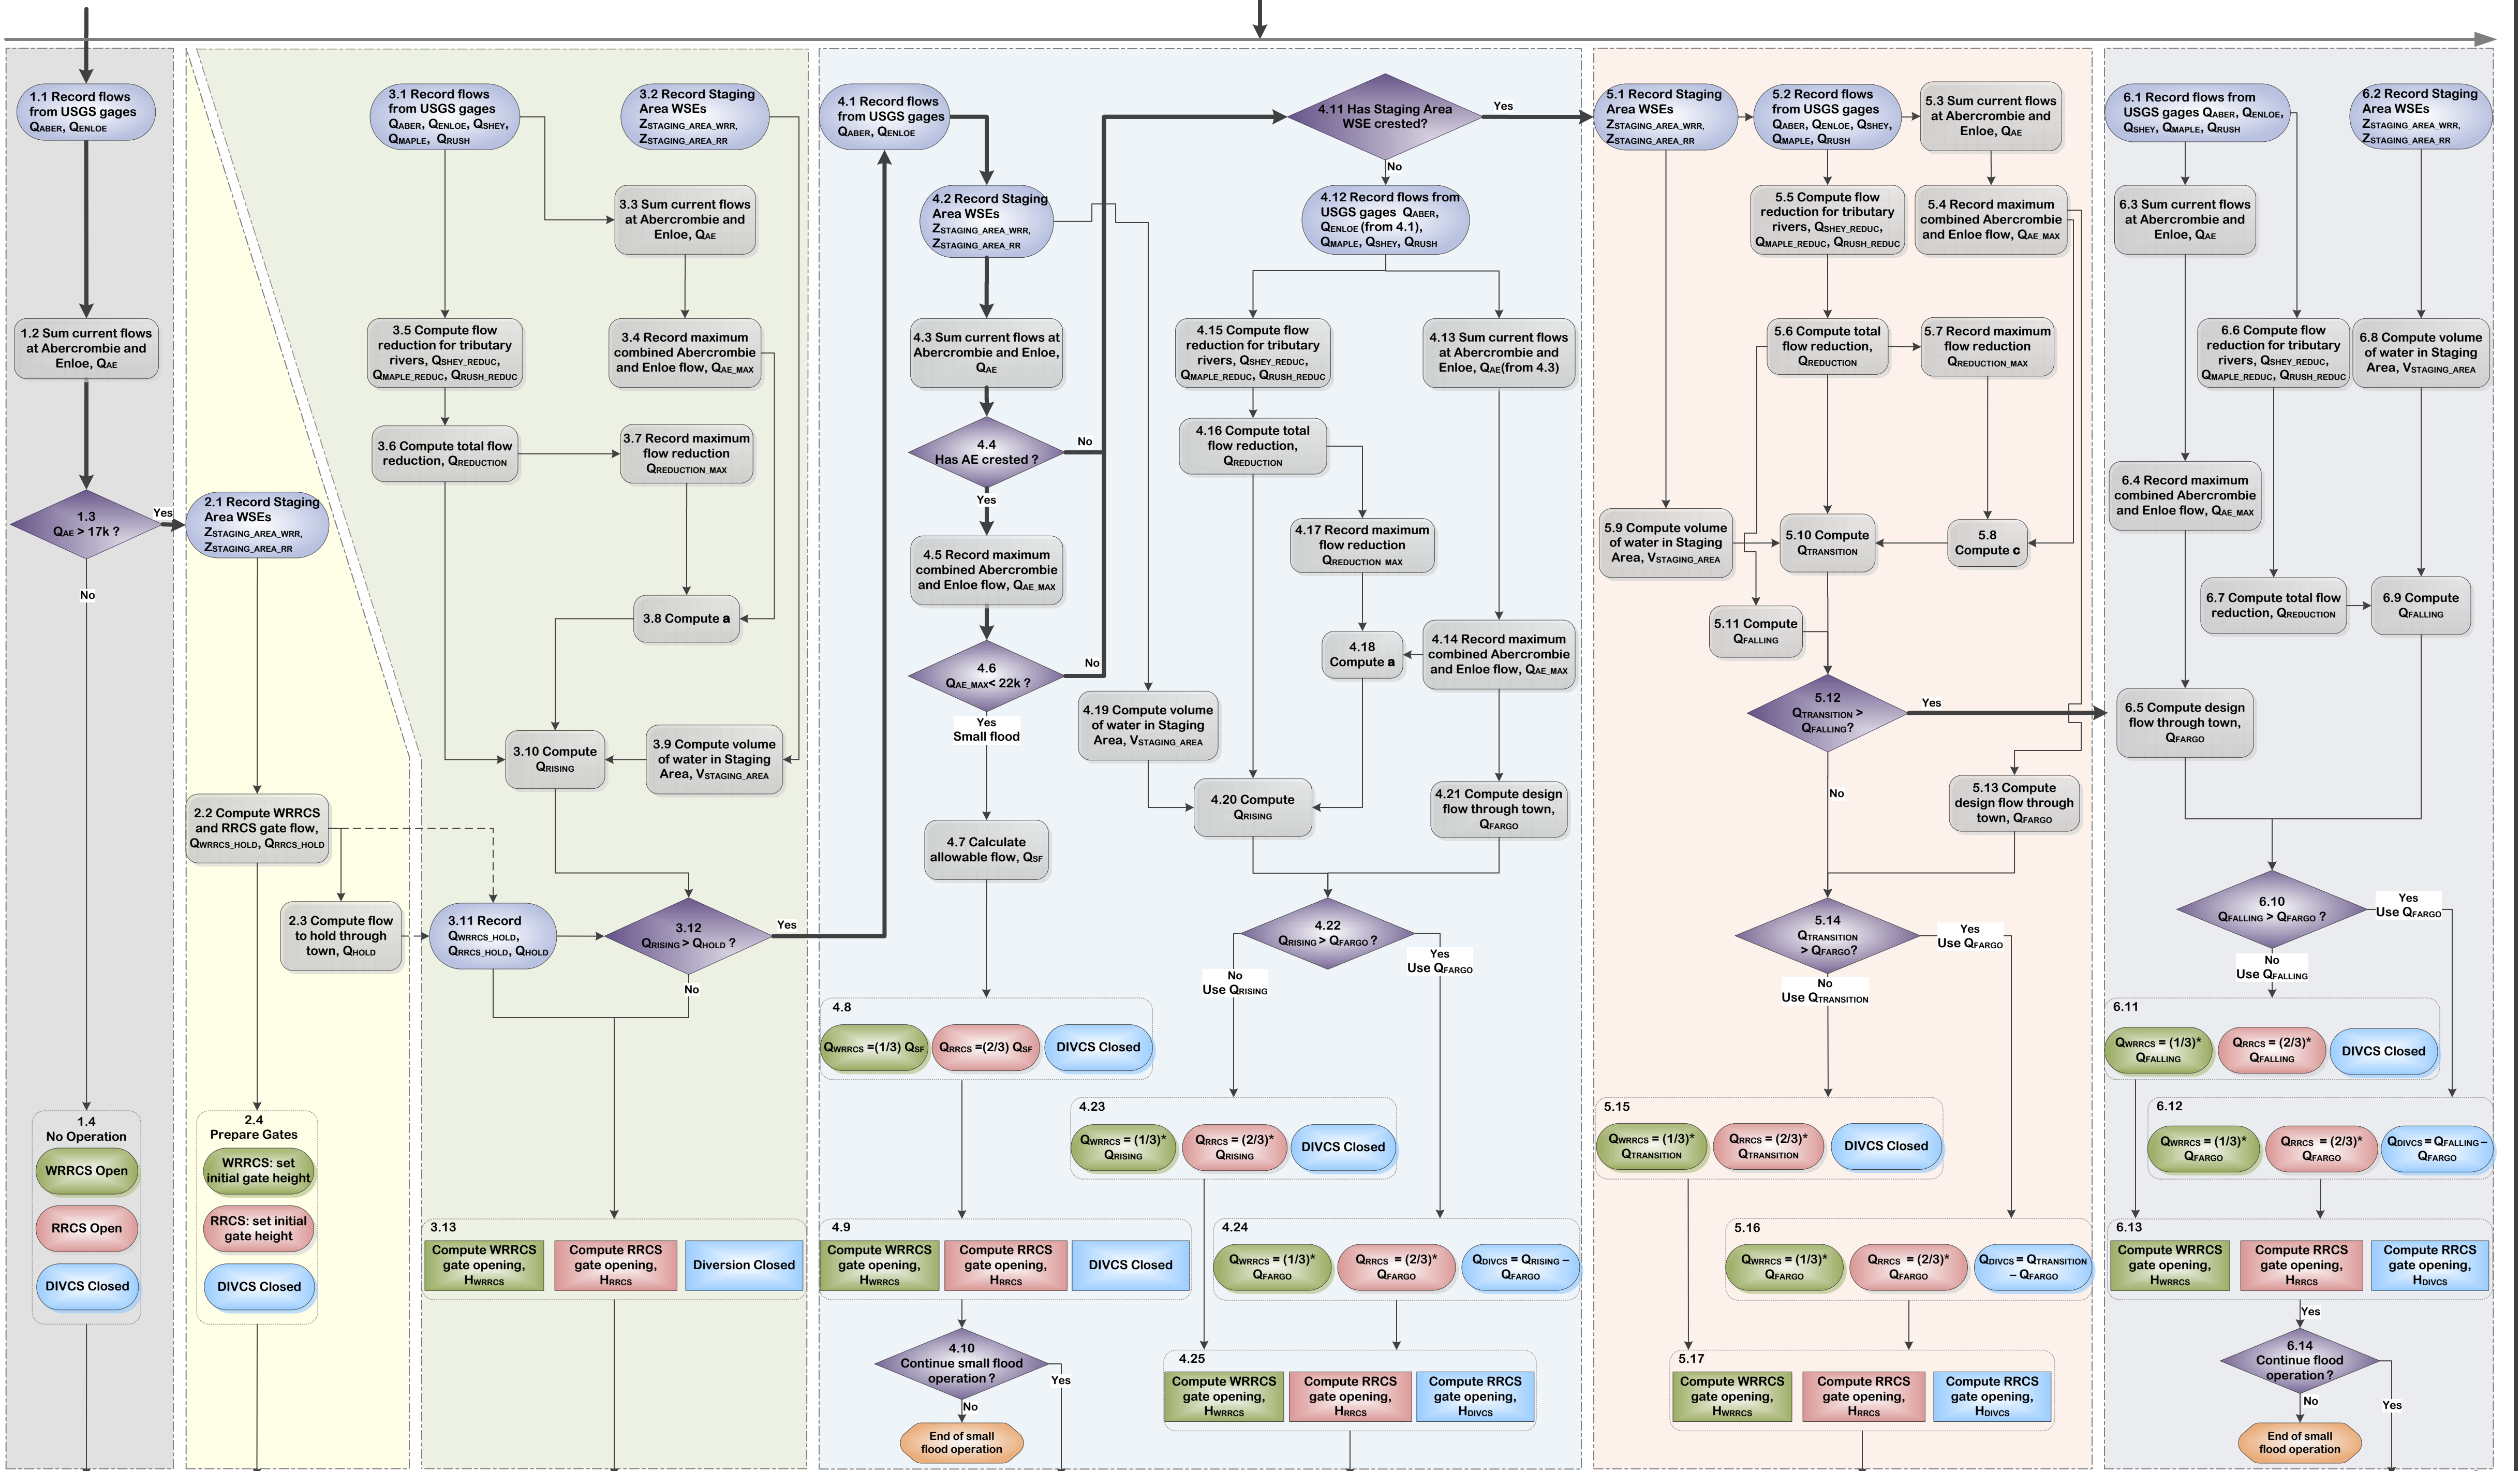 1.1 Record flows
from USGS gages
QABER, QENLOE
1.2 Sum current flows
at Abercrombie and
Enloe, QAE
1.3
QAE > 17k ?
Yes
No
1.4
No Operation
WRRCS Open
RRCS Open
DIVCS Closed
2.1 Record Staging
Area WSEs
ZSTAGING_AREA_WRR,
ZSTAGING_AREA_RR
2.2 Compute WRRCS
and RRCS gate flow,
QWRRCS_HOLD, QRRCS_HOLD
2.3 Compute flow
to hold through
town, QHOLD
2.4
Prepare Gates
WRRCS: set
initial gate height
RRCS: set initial
gate height
DIVCS Closed
3.1 Record flows
from USGS gages
QABER, QENLOE, QSHEY,
QMAPLE, QRUSH
3.2 Record Staging
Area WSEs
ZSTAGING_AREA_WRR,
ZSTAGING_AREA_RR
3.3 Sum current flows
at Abercrombie and
Enloe, QAE
3.5 Compute flow
reduction for tributary
rivers, QSHEY_REDUC,
QMAPLE_REDUC, QRUSH_REDUC
3.4 Record maximum
combined Abercrombie
and Enloe flow, QAE_MAX
3.6 Compute total flow
reduction, QREDUCTION
3.7 Record maximum
flow reduction
QREDUCTION_MAX
3.8 Compute a
3.10 Compute
QRISING
3.9 Compute volume
of water in Staging
Area, VSTAGING_AREA
3.11 Record
QWRRCS_HOLD,
QRRCS_HOLD, QHOLD
3.12
QRISING > QHOLD ?
Yes
No
3.13
Compute WRRCS
gate opening,
HWRRCS
Compute RRCS
gate opening,
HRRCS
Diversion Closed
4.1 Record flows
from USGS gages
QABER, QENLOE
4.2 Record Staging
Area WSEs
ZSTAGING_AREA_WRR,
ZSTAGING_AREA_RR
4.3 Sum current flows at
Abercrombie and Enloe,
QAE
4.4
Has AE crested ?
No
Yes
4.5 Record maximum
combined Abercrombie
and Enloe flow, QAE_MAX
4.6
QAE_MAX< 22k ?
No
Yes
Small flood
4.7 Calculate
allowable flow, QSF
4.8
QWRRCS =(1/3) QSF
QRRCS =(2/3) QSF
DIVCS Closed
4.9
Compute WRRCS
gate opening,
HWRRCS
Compute RRCS
gate opening,
HRRCS
DIVCS Closed
4.10
Continue small flood
operation ?
Yes
No
End of small
flood operation
4.11 Has Staging Area
WSE crested?
Yes
No
4.12 Record flows from
USGS gages QABER,
QENLOE (from 4.1),
QMAPLE, QSHEY, QRUSH
4.15 Compute flow
reduction for tributary
rivers, QSHEY_REDUC,
QMAPLE_REDUC, QRUSH_REDUC
4.13 Sum current flows
at Abercrombie and
Enloe, QAE(from 4.3)
4.16 Compute total
flow reduction,
QREDUCTION
4.17 Record maximum
flow reduction
QREDUCTION_MAX
4.18
Compute a
4.14 Record maximum
combined Abercrombie
and Enloe flow, QAE_MAX
4.19 Compute volume
of water in Staging
Area, VSTAGING_AREA
4.20 Compute
QRISING
4.21 Compute design
flow through town,
QFARGO
4.22
QRISING > QFARGO ?
No
Use QRISING
Yes
Use QFARGO
4.23
QWRRCS = (1/3)*
QRISING
QRRCS = (2/3)*
QRISING
DIVCS Closed
4.24
QWRRCS = (1/3)*
QFARGO
QRRCS = (2/3)*
QFARGO
QDIVCS = QRISING –
QFARGO
4.25
Compute WRRCS
gate opening,
HWRRCS
Compute RRCS
gate opening,
HRRCS
Compute RRCS
gate opening,
HDIVCS
5.1 Record Staging
Area WSEs
ZSTAGING_AREA_WRR,
ZSTAGING_AREA_RR
5.2 Record flows
from USGS gages
QABER, QENLOE, QSHEY,
QMAPLE, QRUSH
5.3 Sum current flows
at Abercrombie and
Enloe, QAE
5.5 Compute flow
reduction for tributary
rivers, QSHEY_REDUC,
QMAPLE_REDUC, QRUSH_REDUC
5.4 Record maximum
combined Abercrombie
and Enloe flow, QAE_MAX
5.6 Compute total
flow reduction,
QREDUCTION
5.7 Record maximum
flow reduction
QREDUCTION_MAX
5.9 Compute volume
of water in Staging
Area, VSTAGING_AREA
5.10 Compute
QTRANSITION
5.8
Compute c
5.11 Compute
QFALLING
5.12
QTRANSITION >
QFALLING?
Yes
No
5.13 Compute
design flow through
town, QFARGO
5.14
QTRANSITION
> QFARGO?
Yes
Use QFARGO
No
Use QTRANSITION
5.15
QWRRCS = (1/3)*
QTRANSITION
QRRCS = (2/3)*
QTRANSITION
DIVCS Closed
5.16
QWRRCS = (1/3)*
QFARGO
QRRCS = (2/3)*
QFARGO
QDIVCS = QTRANSITION
– QFARGO
5.17
Compute WRRCS
gate opening,
HWRRCS
Compute RRCS
gate opening,
HRRCS
Compute RRCS
gate opening,
HDIVCS
6.1 Record flows from
USGS gages QABER, QENLOE,
QSHEY, QMAPLE, QRUSH
6.2 Record Staging
Area WSEs
ZSTAGING_AREA_WRR,
ZSTAGING_AREA_RR
6.3 Sum current flows
at Abercrombie and
Enloe, QAE
6.6 Compute flow
reduction for tributary
rivers, QSHEY_REDUC,
QMAPLE_REDUC, QRUSH_REDUC
6.8 Compute volume
of water in Staging
Area, VSTAGING_AREA
6.4 Record maximum
combined Abercrombie
and Enloe flow, QAE_MAX
6.7 Compute total flow
reduction, QREDUCTION
6.9 Compute
QFALLING
6.5 Compute design
flow through town,
QFARGO
6.10
QFALLING > QFARGO ?
Yes
Use QFARGO
No
Use QFALLING
6.11
QWRRCS = (1/3)*
QFALLING
QRRCS = (2/3)*
QFALLING
DIVCS Closed
6.12
QWRRCS = (1/3)*
QFARGO
QRRCS = (2/3)*
QFARGO
QDIVCS = QFALLING –
QFARGO
6.13
Compute WRRCS
gate opening,
HWRRCS
Compute RRCS
gate opening,
HRRCS
Compute RRCS
gate opening,
HDIVCS
Yes
6.14
Continue flood
operation ?
No
Yes
End of small
flood operation